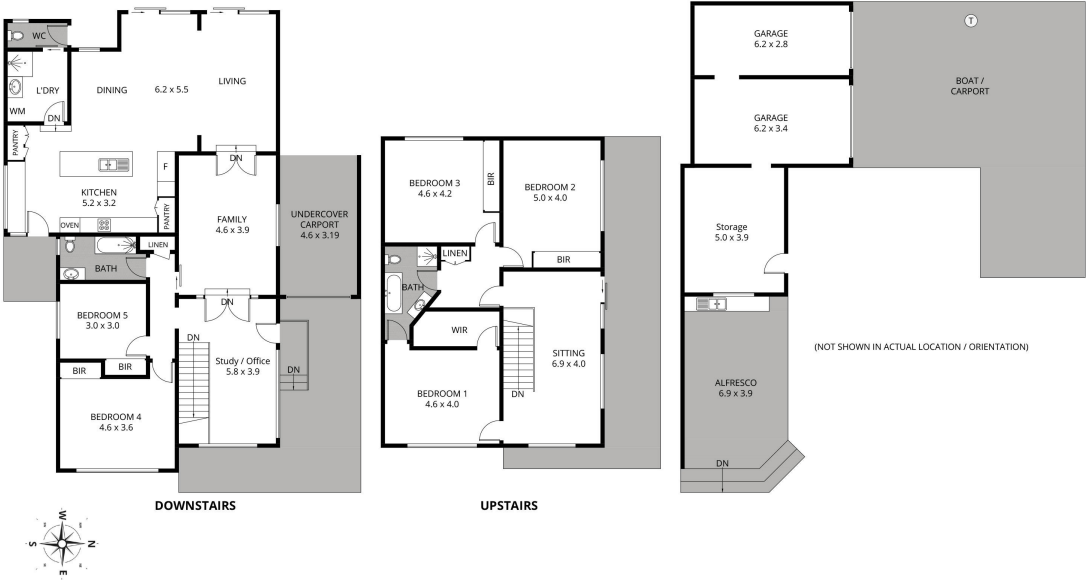 WC
L'DRY
WM
DN
PANTRY
DINING
6.2 x 5.5
LIVING
DN
F
KITCHEN
5.2 x 3.2
PANTRY
OVEN
FAMILY
4.6 x 3.9
UNDERCOVER
CARPORT
4.6 x 3.19
LINEN
BATH
DN
BEDROOM 5
3.0 x 3.0
BIR
BIR
DN
Study / Office
5.8 x 3.9
DN
BEDROOM 4
4.6 x 3.6
DOWNSTAIRS
BEDROOM 3
4.6 x 4.2
BIR
BEDROOM 2
5.0 x 4.0
BIR
LINEN
BATH
WIR
SITTING
6.9 x 4.0
DN
BEDROOM 1
4.6 x 4.0
UPSTAIRS
GARAGE
6.2 x 2.8
T
BOAT /
CARPORT
GARAGE
6.2 x 3.4
Storage
5.0 x 3.9
(NOT SHOWN IN ACTUAL LOCATION / ORIENTATION)
ALFRESCO
6.9 x 3.9
DN
W
S
N
E